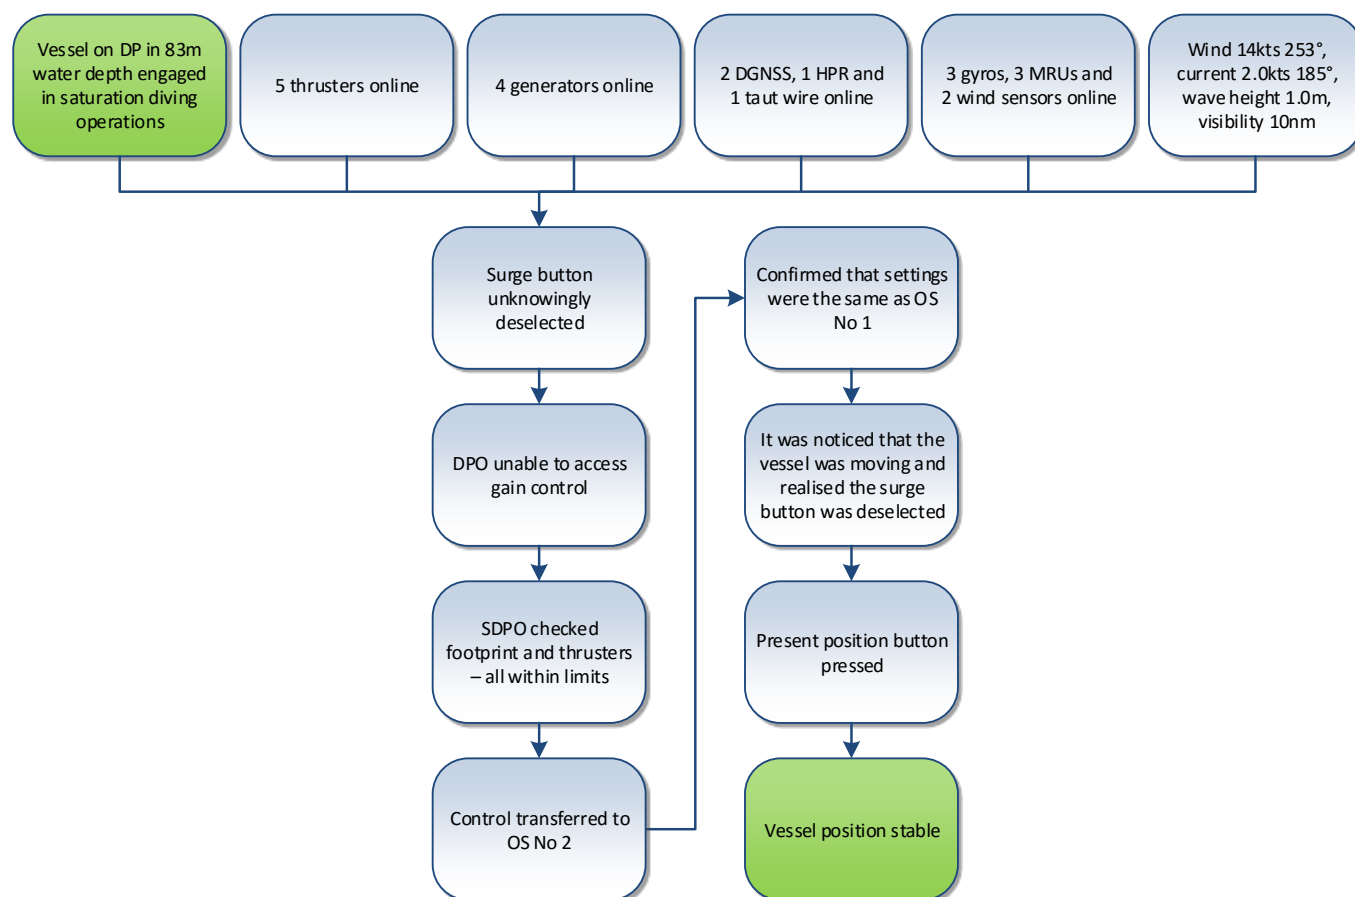 Vessel on DP in 83m
water depth engaged
in saturation diving
operations
5 thrusters online
4 generators online
2 DGNSS, 1 HPR and
1 taut wire online
3 gyros, 3 MRUs and
2 wind sensors online
Wind 14kts 253°,
current 2.0kts 185°,
wave height 1.0m,
visibility 10nm
Surge button
unknowingly
deselected
DPO unable to access
gain control
SDPO checked
footprint and thrusters
– all within limits
Control transferred to
OS No 2
Confirmed that settings
were the same as OS
No 1
It was noticed that the
vessel was moving and
realised the surge
button was deselected
Present position button
pressed
Vessel position stable